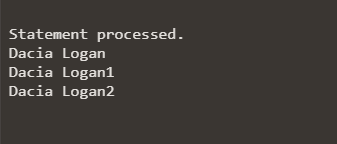 Statement processed.
Dacia Logan
Dacia Logan1
Dacia Logan2